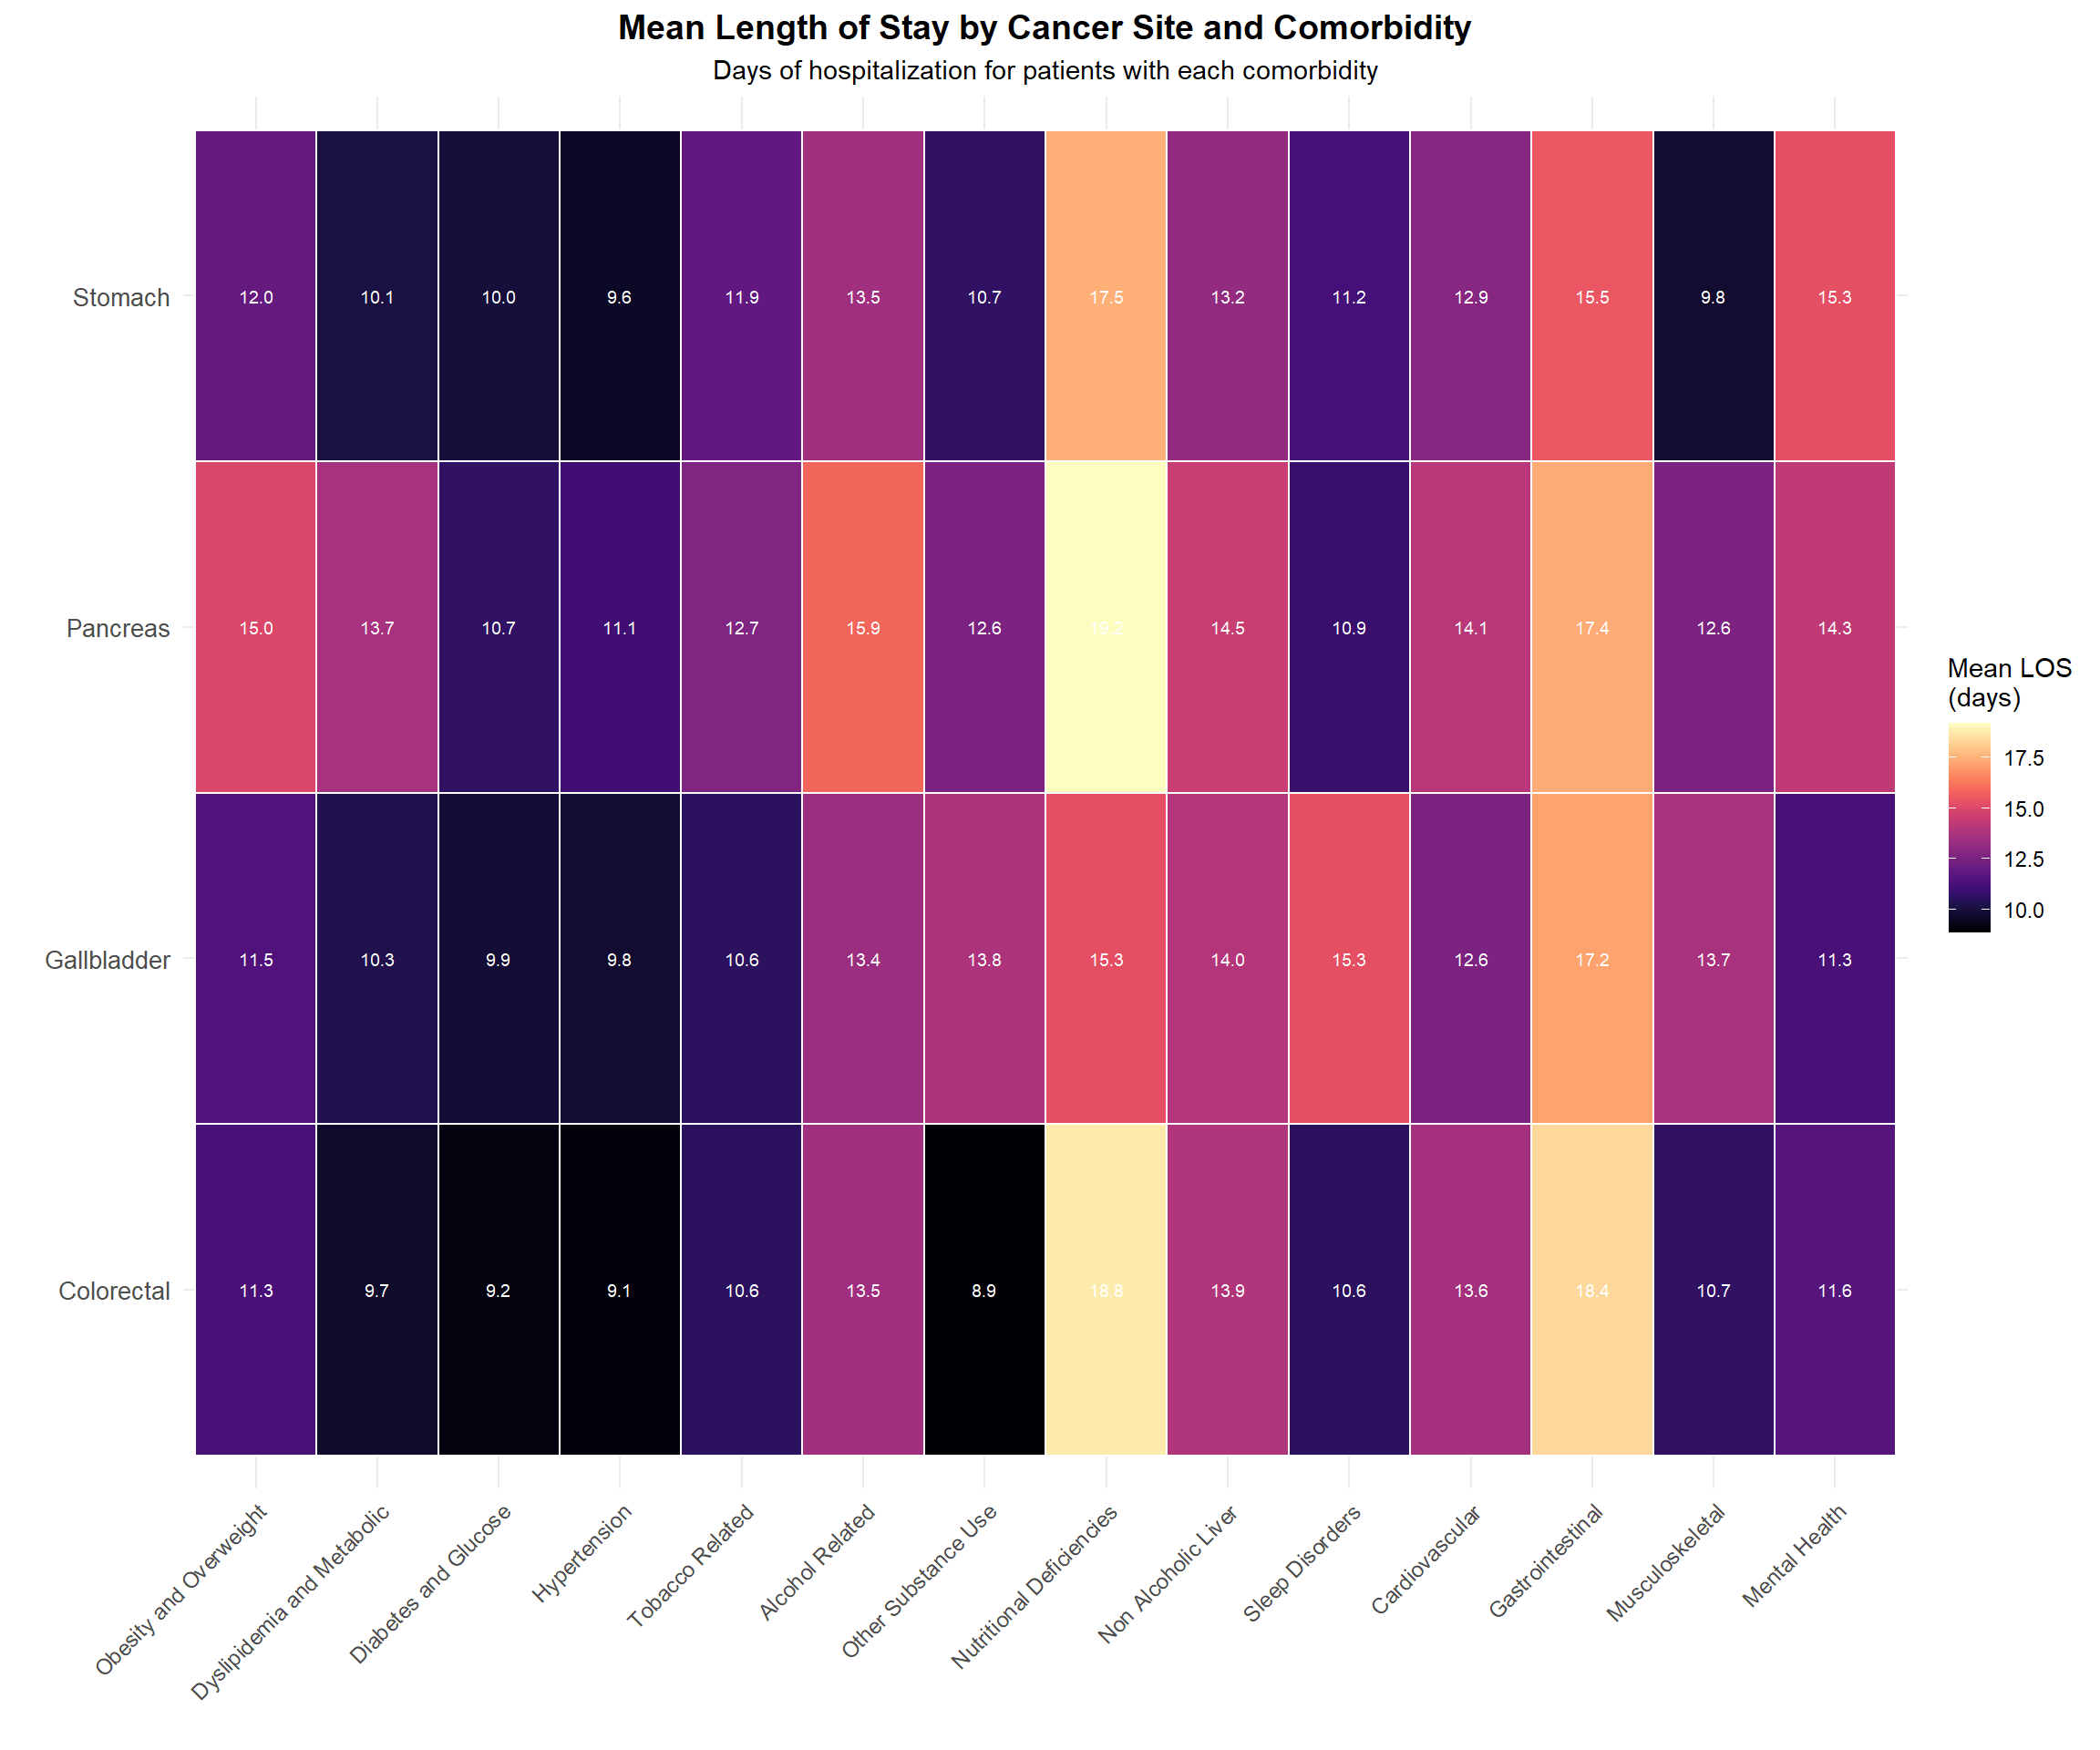 Mean Length of Stay by Cancer Site and Comorbidity
Days of hospitalization for patients with each comorbidity
Stomach 12.0 10.1 10.0 9.6 11.9 13.5 10.7 17.5 13.2 11.2 12.9 15.5 9.8 15.3
Pancreas 15.0 13.7 10.7 11.1 12.7 15.9 12.6 19.2 14.5 10.9 14.1 17.4 12.6 14.3
Gallbladder 11.5 10.3 9.9 9.8 10.6 13.4 13.8 15.3 14.0 15.3 12.6 17.2 13.7 11.3
Colorectal 11.3 9.7 9.2 9.1 10.6 13.5 8.9 18.8 13.9 10.6 13.6 18.4 10.7 11.6
Mean LOS
(days)
17.5
15.0
12.5
10.0
Obesity and Overweight
Dyslipidemia and Metabolic
Diabetes and Glucose
Hypertension
Tobacco Related
Alcohol Related
Other Substance Use
Nutritional Deficiencies
Non Alcoholic Liver
Sleep Disorders
Cardiovascular
Gastrointestinal
Musculoskeletal
Mental Health